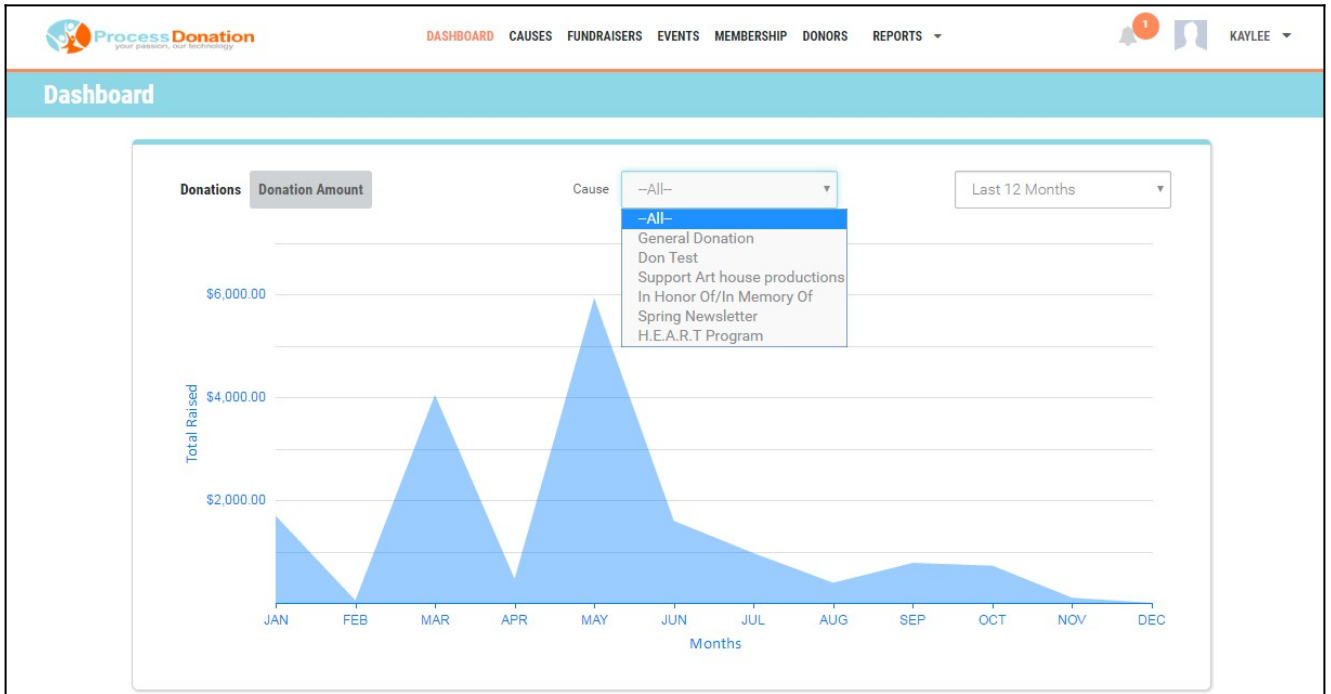 Process Donation
your passion, our technology
DASHBOARD CAUSES FUNDRAISERS EVENTS MEMBERSHIP DONORS REPORTS
1
KAYLEE
Dashboard
Donations Donation Amount
Cause --All--
Last 12 Months
--All--
General Donation
Don Test
Support Art house productions
In Honor Of/In Memory Of
Spring Newsletter
H.E.A.R.T Program
$6,000.00
$4,000.00
$2,000.00
Total Raised
JAN FEB MAR APR MAY JUN JUL AUG SEP OCT NOV DEC
Months